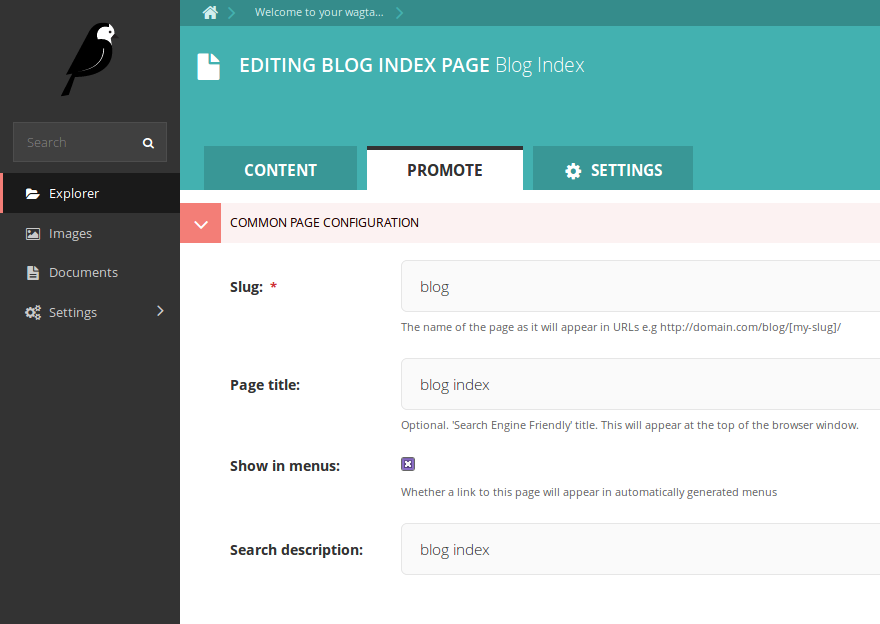 Welcome to your wagta...
EDITING BLOG INDEX PAGE Blog Index
Search
CONTENT PROMOTE SETTINGS
Explorer
Images
Documents
Settings
COMMON PAGE CONFIGURATION
Slug: *
blog
The name of the page as it will appear in URLs e.g http://domain.com/blog/[my-slug]/
Page title:
blog index
Optional. 'Search Engine Friendly' title. This will appear at the top of the browser window.
Show in menus:
Whether a link to this page will appear in automatically generated menus
Search description:
blog index